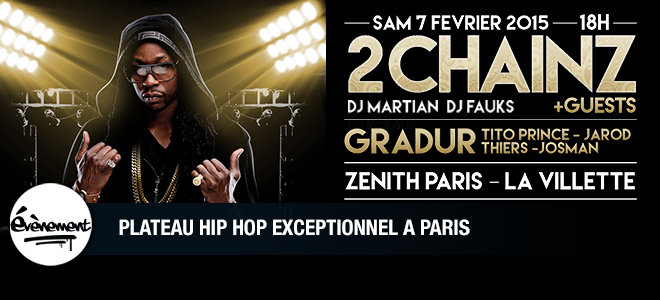 SAM 7 FEVRIER 2015 — 18H
2CHAINZ
DJ MARTIAN DJ FAUKS +GUESTS
GRADUR TITO PRINCE - JAROD
THIERS -JOSMAN
ZENITH PARIS – LA VILLETTE
évènement
PLATEAU HIP HOP EXCEPTIONNEL A PARIS